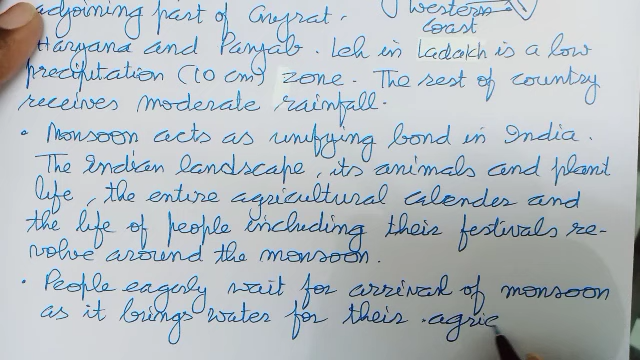 adjoining part of Gujrat.
Western
Coast
Haryana and Panjab. Leh in Ladakh is a low
precipitation (10 cm) zone. The rest of country
receives moderate rainfall.
• Monsoon acts as unifying bond in India.
The Indian landscape, its animals and plant
life, the entire agricultural calender and
the life of people including their festivals re-
volve around the monsoon.
• People eagerly wait for arrival of monsoon
as it brings water for their agric